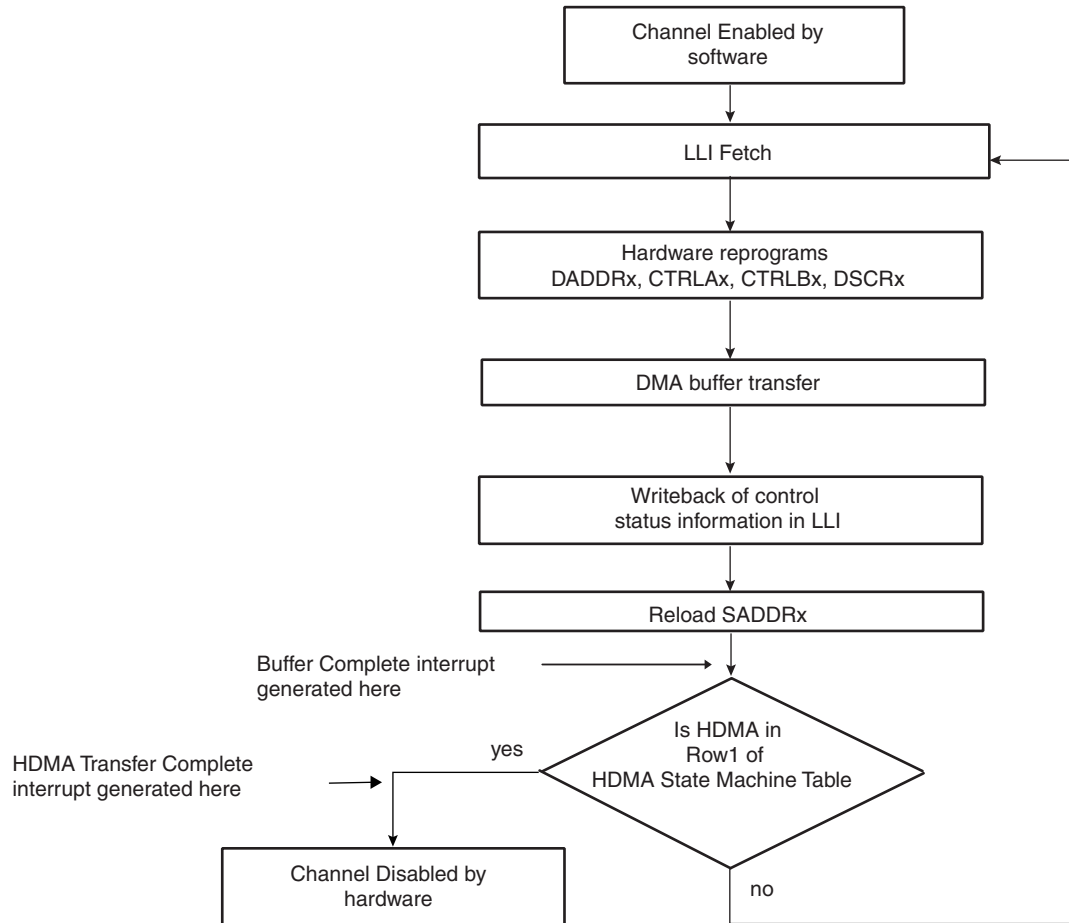 Channel Enabled by
software
LLI Fetch
Hardware reprograms
DADDRx, CTRLAx, CTRLBx, DSCRx
DMA buffer transfer
Writeback of control
status information in LLI
Reload SADDRx
Buffer Complete interrupt
generated here
Is HDMA in
Row1 of
HDMA State Machine Table
yes
HDMA Transfer Complete
interrupt generated here
Channel Disabled by
hardware
no